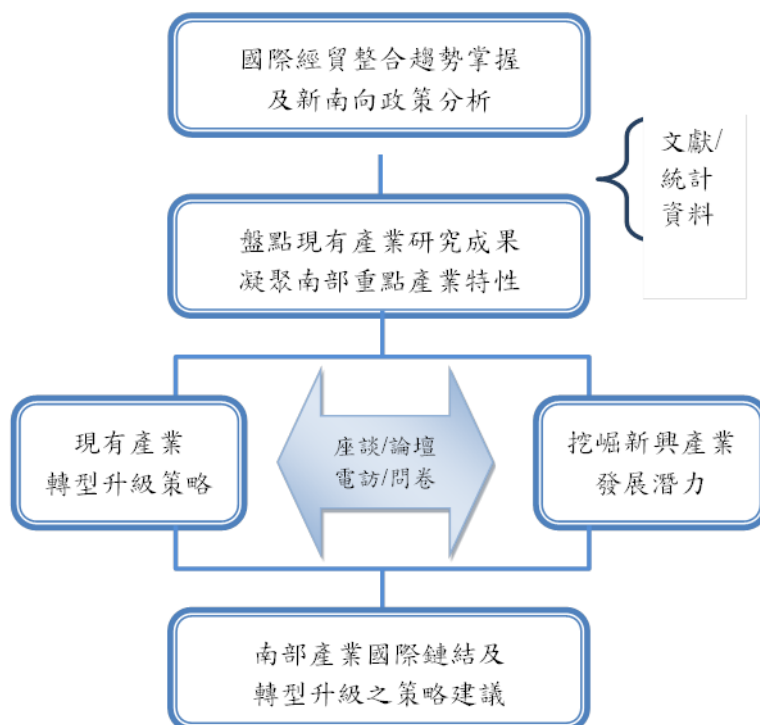 國際經貿整合趨勢掌握
及新南向政策分析
文獻/
統計
資料
盤點現有產業研究成果
凝聚南部重點產業特性
現有產業
轉型升級策略
座談/論壇
電訪/問卷
挖掘新興產業
發展潛力
南部產業國際鏈結及
轉型升級之策略建議